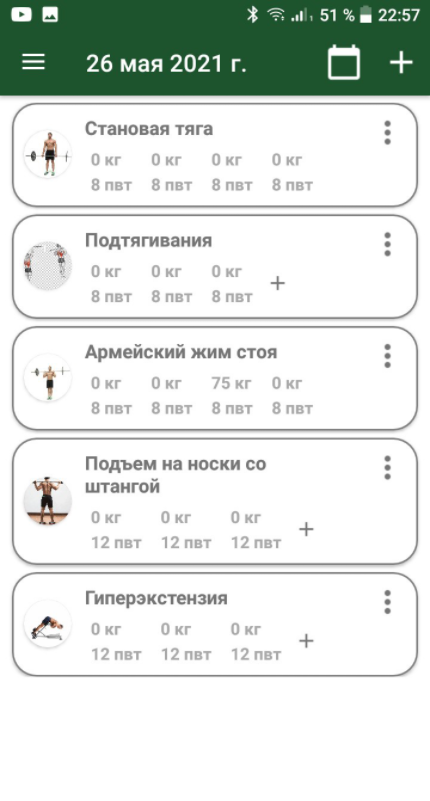 51 % 22:57
26 мая 2021 г.
Становая тяга
0 кг 0 кг 0 кг 0 кг
8 пвт 8 пвт 8 пвт 8 пвт
Подтягивания
0 кг 0 кг 0 кг
8 пвт 8 пвт 8 пвт +
Армейский жим стоя
0 кг 0 кг 75 кг 0 кг
8 пвт 8 пвт 8 пвт 8 пвт
Подъем на носки со
штангой
0 кг 0 кг 0 кг
12 пвт 12 пвт 12 пвт +
Гиперэкстензия
0 кг 0 кг 0 кг
12 пвт 12 пвт 12 пвт +